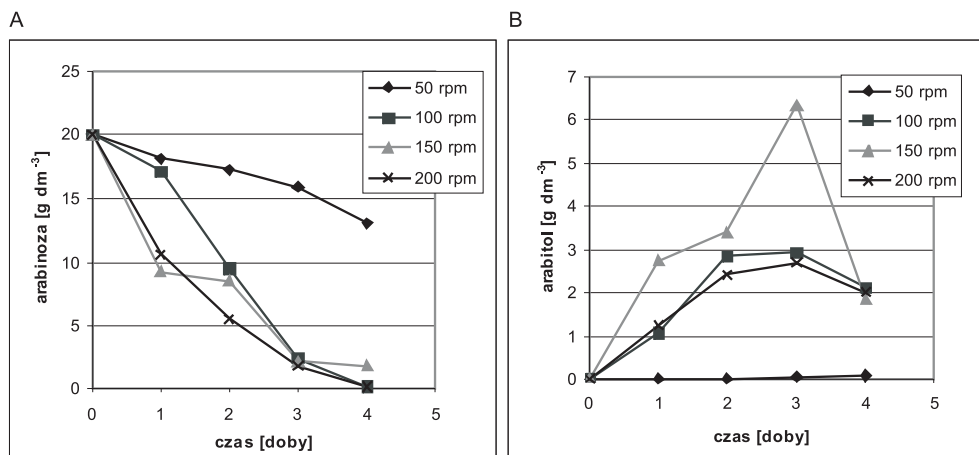 A
25
20
15
10
5
0
0 1 2 3 4 5
arabinoza [g dm⁻³]
czas [doby]
50 rpm
100 rpm
150 rpm
200 rpm
B
7
6
5
4
3
2
1
0
0 1 2 3 4 5
arabitol [g dm⁻³]
czas [doby]
50 rpm
100 rpm
150 rpm
200 rpm